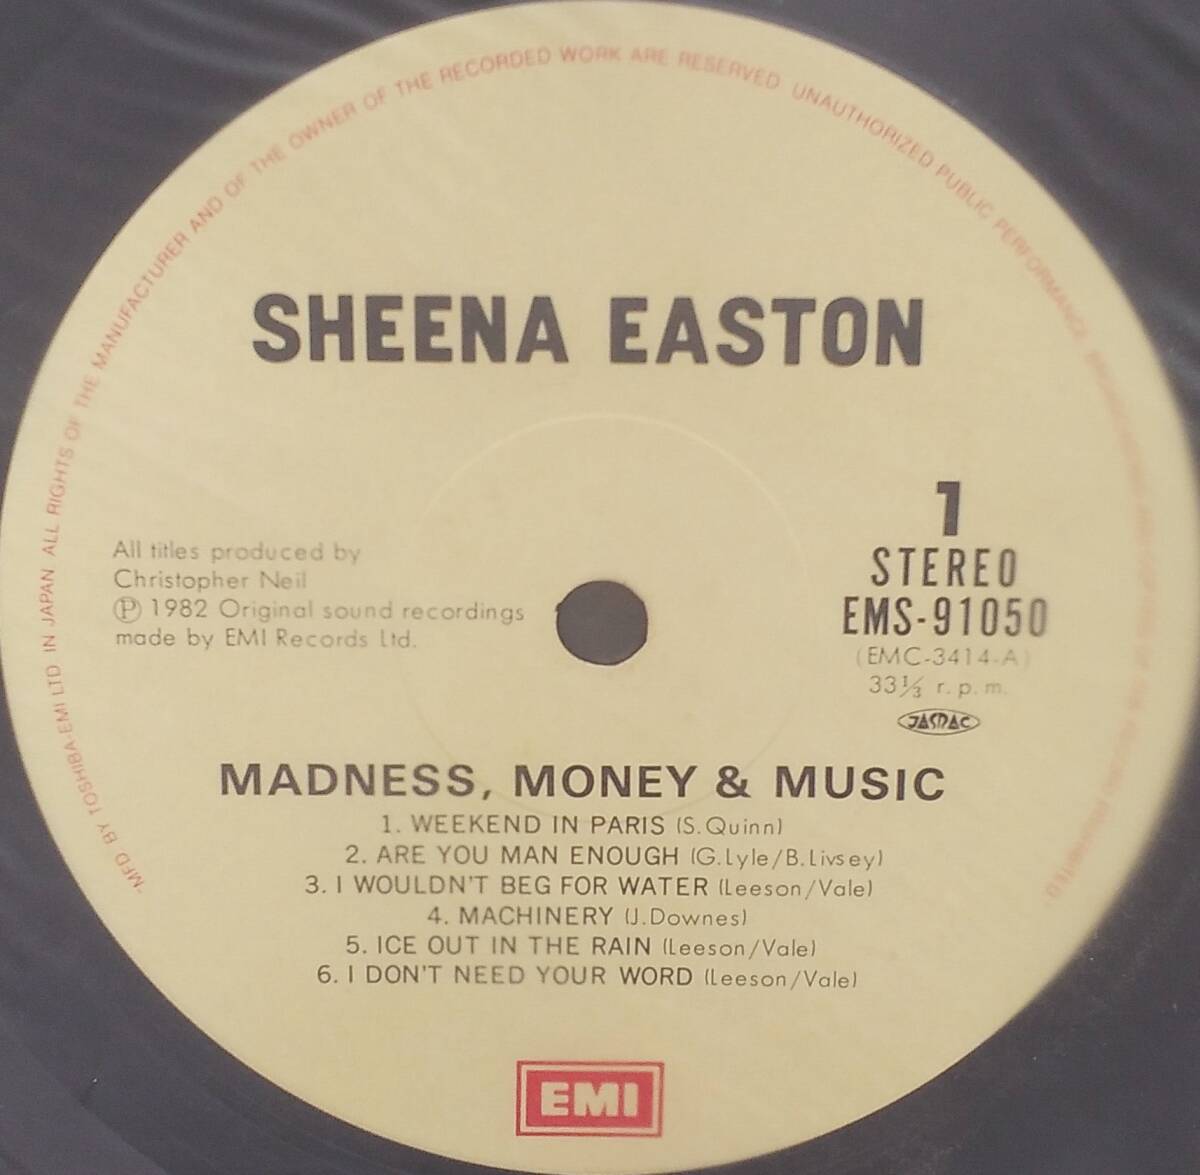 MFD BY TOSHIBA-EMI LTD IN JAPAN ALL RIGHTS OF THE MANUFACTURER AND OF THE OWNER OF THE RECORDED WORK ARE RESERVED UNAUTHORIZED PUBLIC PERFORMANCE
SHEENA EASTON
1
STEREO
EMS-91050
(EMC-3414-A)
33⅓ r.p.m.
JASRAC
All titles produced by
Christopher Neil
Ⓟ 1982 Original sound recordings
made by EMI Records Ltd.
MADNESS, MONEY & MUSIC
1. WEEKEND IN PARIS (S.Quinn)
2. ARE YOU MAN ENOUGH (G.Lyle/B.Livsey)
3. I WOULDN'T BEG FOR WATER (Leeson/Vale)
4. MACHINERY (J.Downes)
5. ICE OUT IN THE RAIN (Leeson/Vale)
6. I DON'T NEED YOUR WORD (Leeson/Vale)
EMI